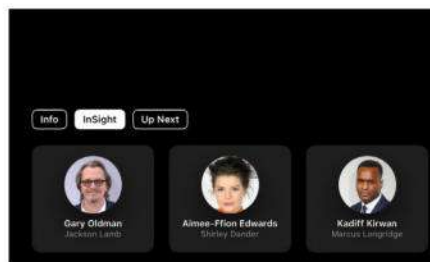 Info
InSight
Up Next
Gary Oldman
Jackson Lamb
Aimee-Ffion Edwards
Shirley Dander
Kadiff Kirwan
Marcus Longridge